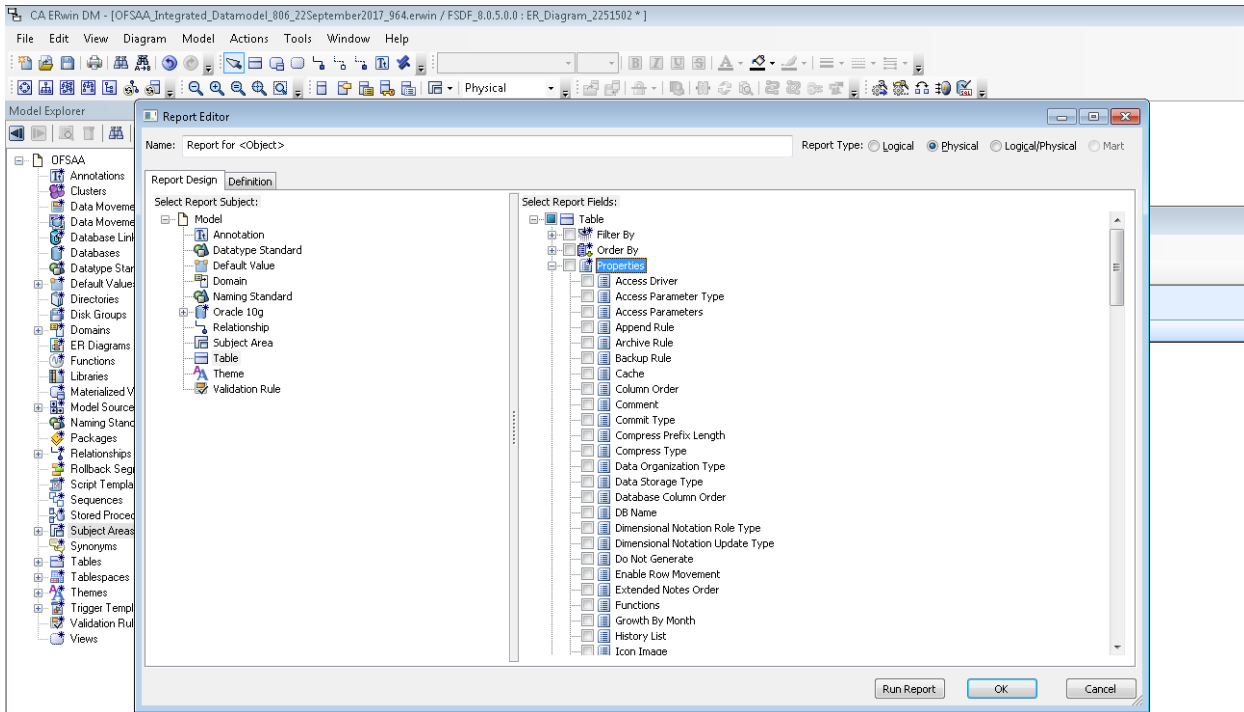 CA ERwin DM - [OFSAA_Integrated_Datamodel_806_22September2017_964.erwin / FSDF_8.0.5.0.0 : ER_Diagram_2251502 * ]
File Edit View Diagram Model Annotations Tools Window Help
B I U S A
Physical
Model Explorer
OFSAA
Annotations
Clusters
Data Moveme
Data Moveme
Database Link
Databases
Datatype Star
Default Value:
Directories
Disk Groups
Domains
ER Diagrams
Functions
Libraries
Materialized V
Model Source
Naming Stand
Packages
Relationships
Rollback Segr
Script Templa
Sequences
Stored Proced
Subject Areas
Synonyms
Tables
Tablespaces
Themes
Trigger Templ
Validation Rul
Views
Report Editor
Name: Report for <Object>
Report Type: Logical Physical Logical/Physical Mart
Report Design Definition
Select Report Subject:
Model
Annotation
Datatype Standard
Default Value
Domain
Naming Standard
Oracle 10g
Relationship
Subject Area
Table
Theme
Validation Rule
Select Report Fields:
Table
Filter By
Order By
Properties
Access Driver
Access Parameter Type
Access Parameters
Append Rule
Archive Rule
Backup Rule
Cache
Column Order
Comment
Commit Type
Compress Prefix Length
Compress Type
Data Organization Type
Data Storage Type
Database Column Order
DB Name
Dimensional Notation Role Type
Dimensional Notation Update Type
Do Not Generate
Enable Row Movement
Extended Notes Order
Functions
Growth By Month
History List
Icon Image
Run Report OK Cancel